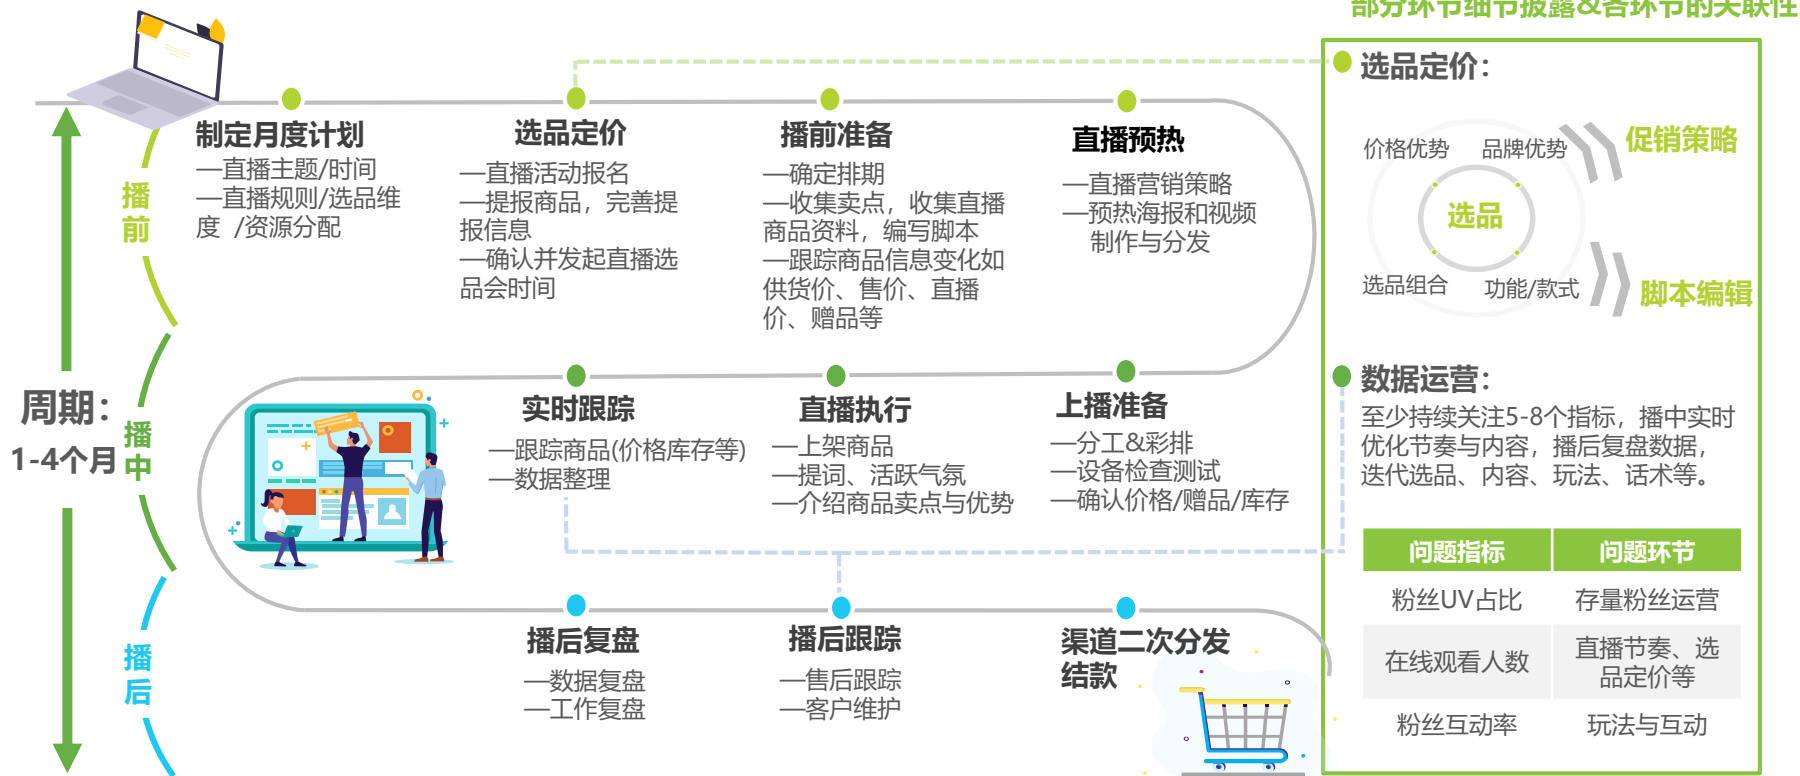 部分环节细节披露&各环节的关联性
制定月度计划
—直播主题/时间
—直播规则/选品维
度 /资源分配
选品定价
—直播活动报名
—提报商品，完善提
报信息
—确认并发起直播选
品会时间
播前准备
—确定排期
—收集卖点，收集直播
商品资料，编写脚本
—跟踪商品信息变化如
供货价、售价、直播
价、赠品等
直播预热
—直播营销策略
—预热海报和视频
制作与分发
播
前
周期：
1-4个月
播
中
实时跟踪
—跟踪商品(价格库存等)
—数据整理
直播执行
—上架商品
—提词、活跃气氛
—介绍商品卖点与优势
上播准备
—分工&彩排
—设备检查测试
—确认价格/赠品/库存
播
后
播后复盘
—数据复盘
—工作复盘
播后跟踪
—售后跟踪
—客户维护
渠道二次分发
结款
选品定价：
价格优势
品牌优势
促销策略
选品
选品组合
功能/款式
脚本编辑
数据运营：
至少持续关注5-8个指标，播中实时
优化节奏与内容，播后复盘数据，
迭代选品、内容、玩法、话术等。
问题指标 问题环节
粉丝UV占比 存量粉丝运营
在线观看人数 直播节奏、选
品定价等
粉丝互动率 玩法与互动